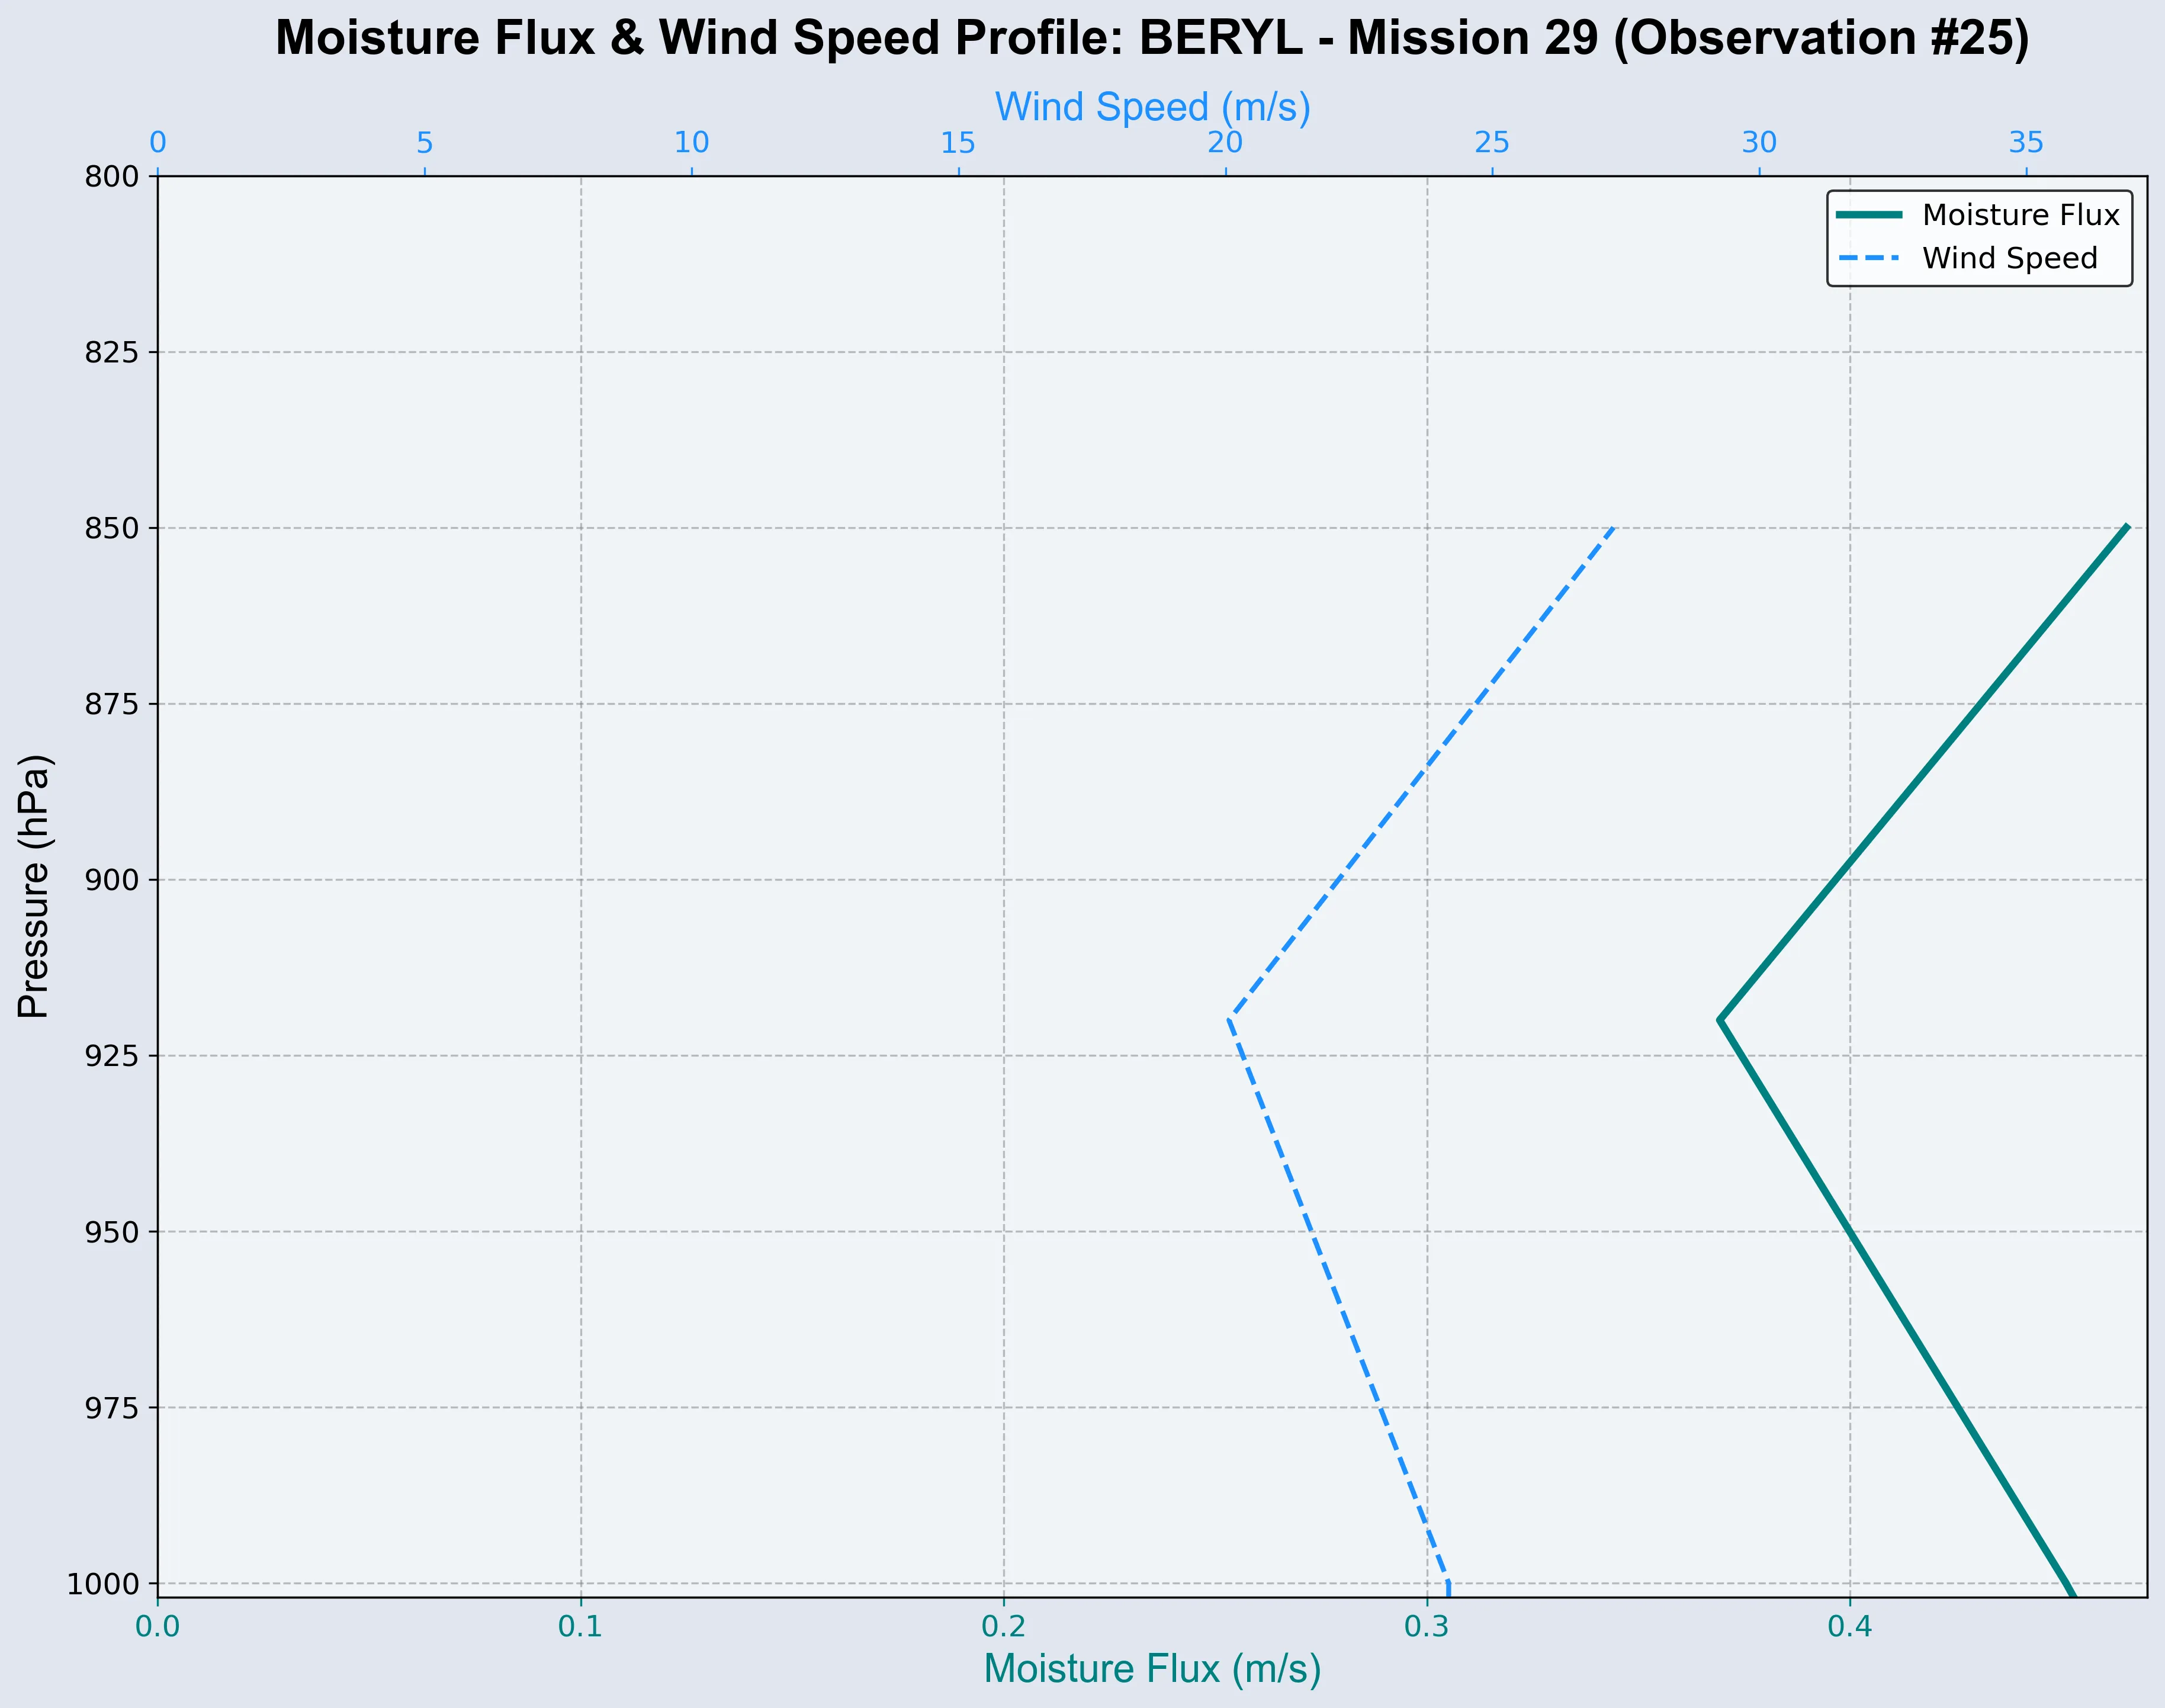 Moisture Flux & Wind Speed Profile: BERYL - Mission 29 (Observation #25)
Wind Speed (m/s)
0 5 10 15 20 25 30 35
Moisture Flux
Wind Speed
800
825
850
875
900
925
950
975
1000
Pressure (hPa)
0.0 0.1 0.2 0.3 0.4
Moisture Flux (m/s)